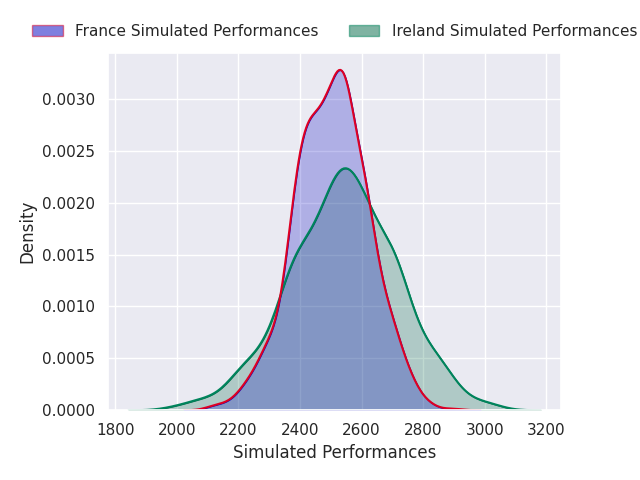 France Simulated Performances Ireland Simulated Performances
0.0030
0.0025
0.0020
0.0015
0.0010
0.0005
0.0000
Density
1800 2000 2200 2400 2600 2800 3000 3200
Simulated Performances